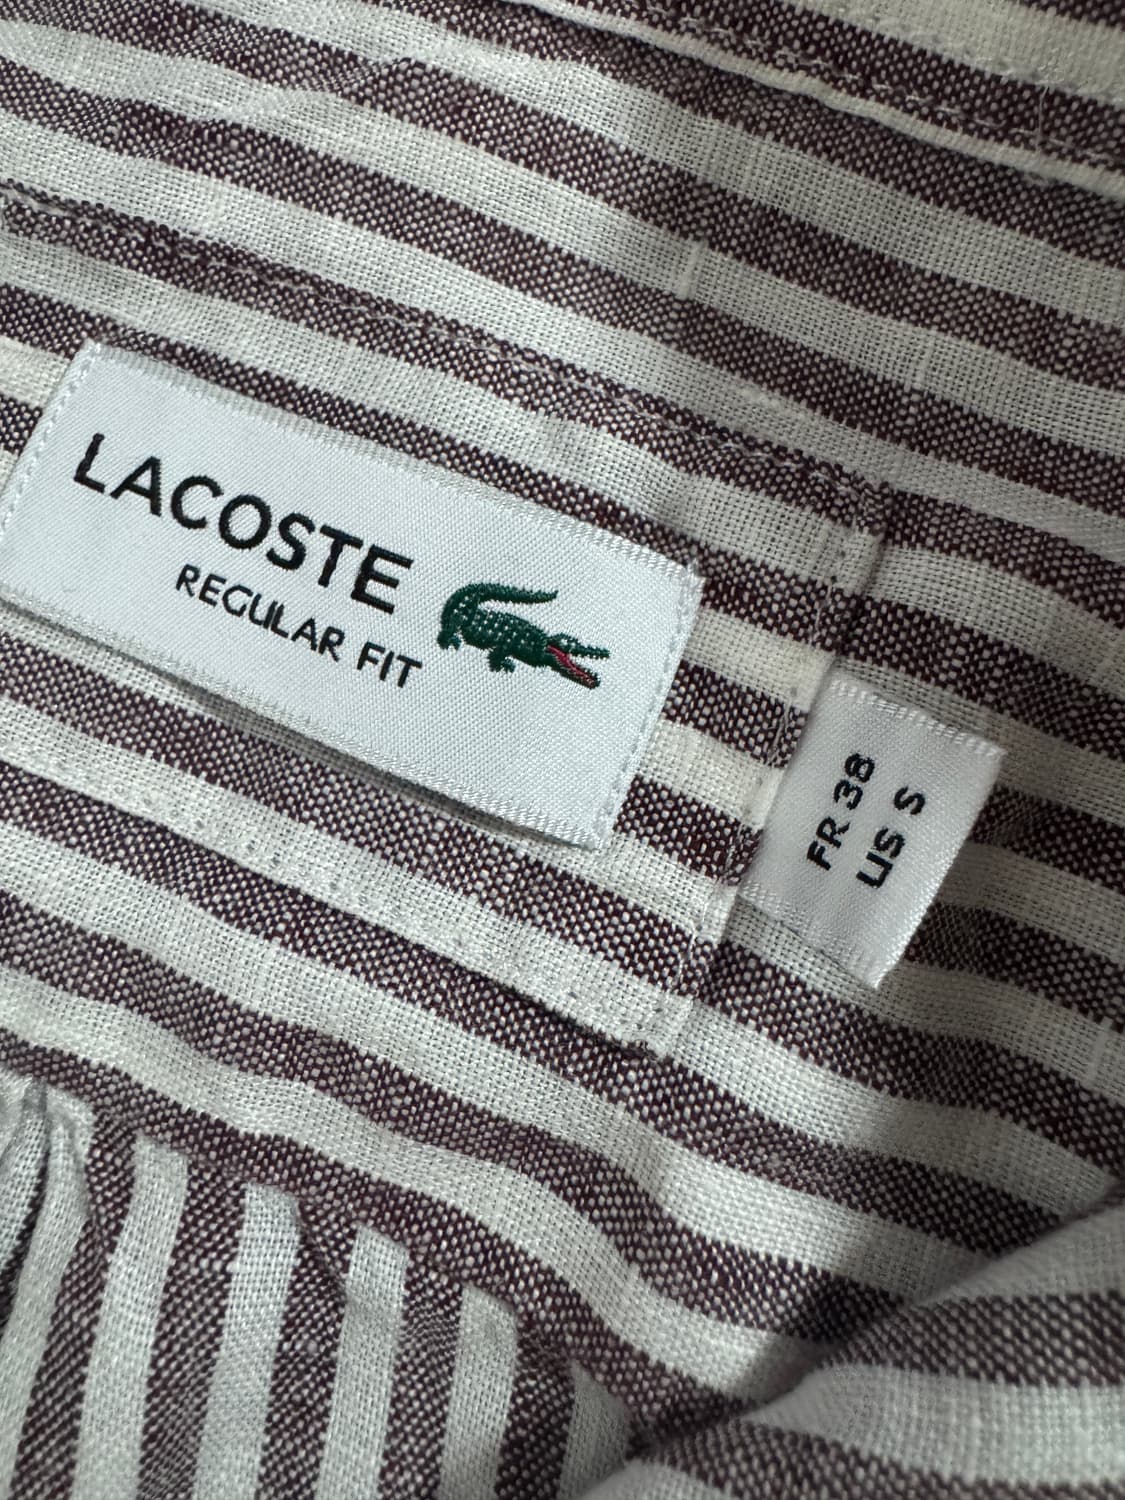 LACOSTE
REGULAR FIT
FR 38
US S